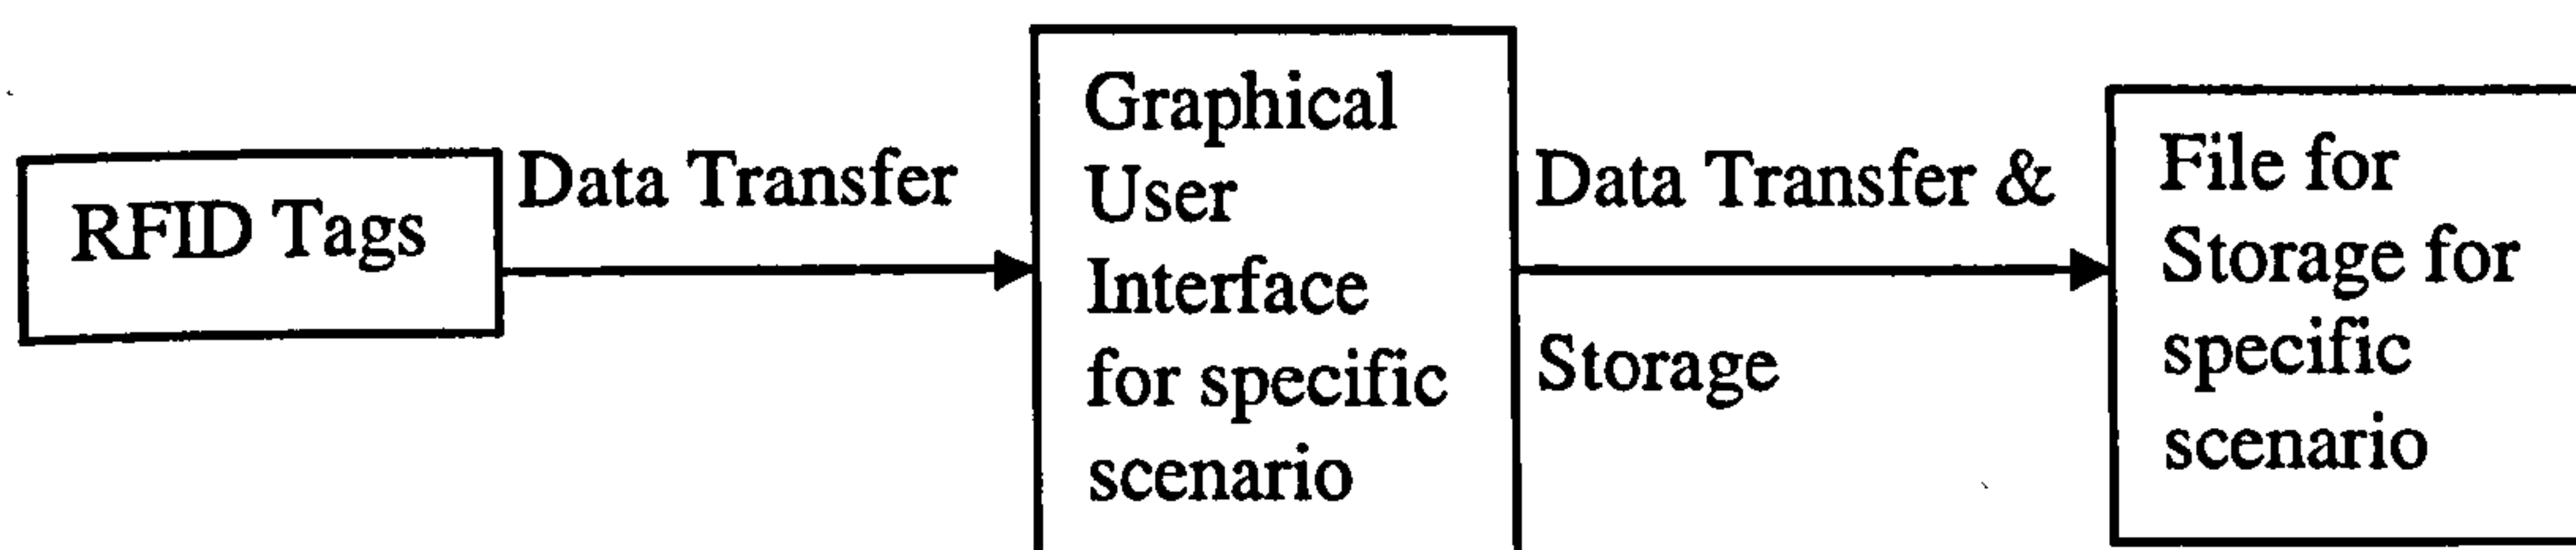 RFID Tags
Data Transfer
Graphical
User
Interface
for specific
scenario
Data Transfer &
Storage
File for
Storage for
specific
scenario